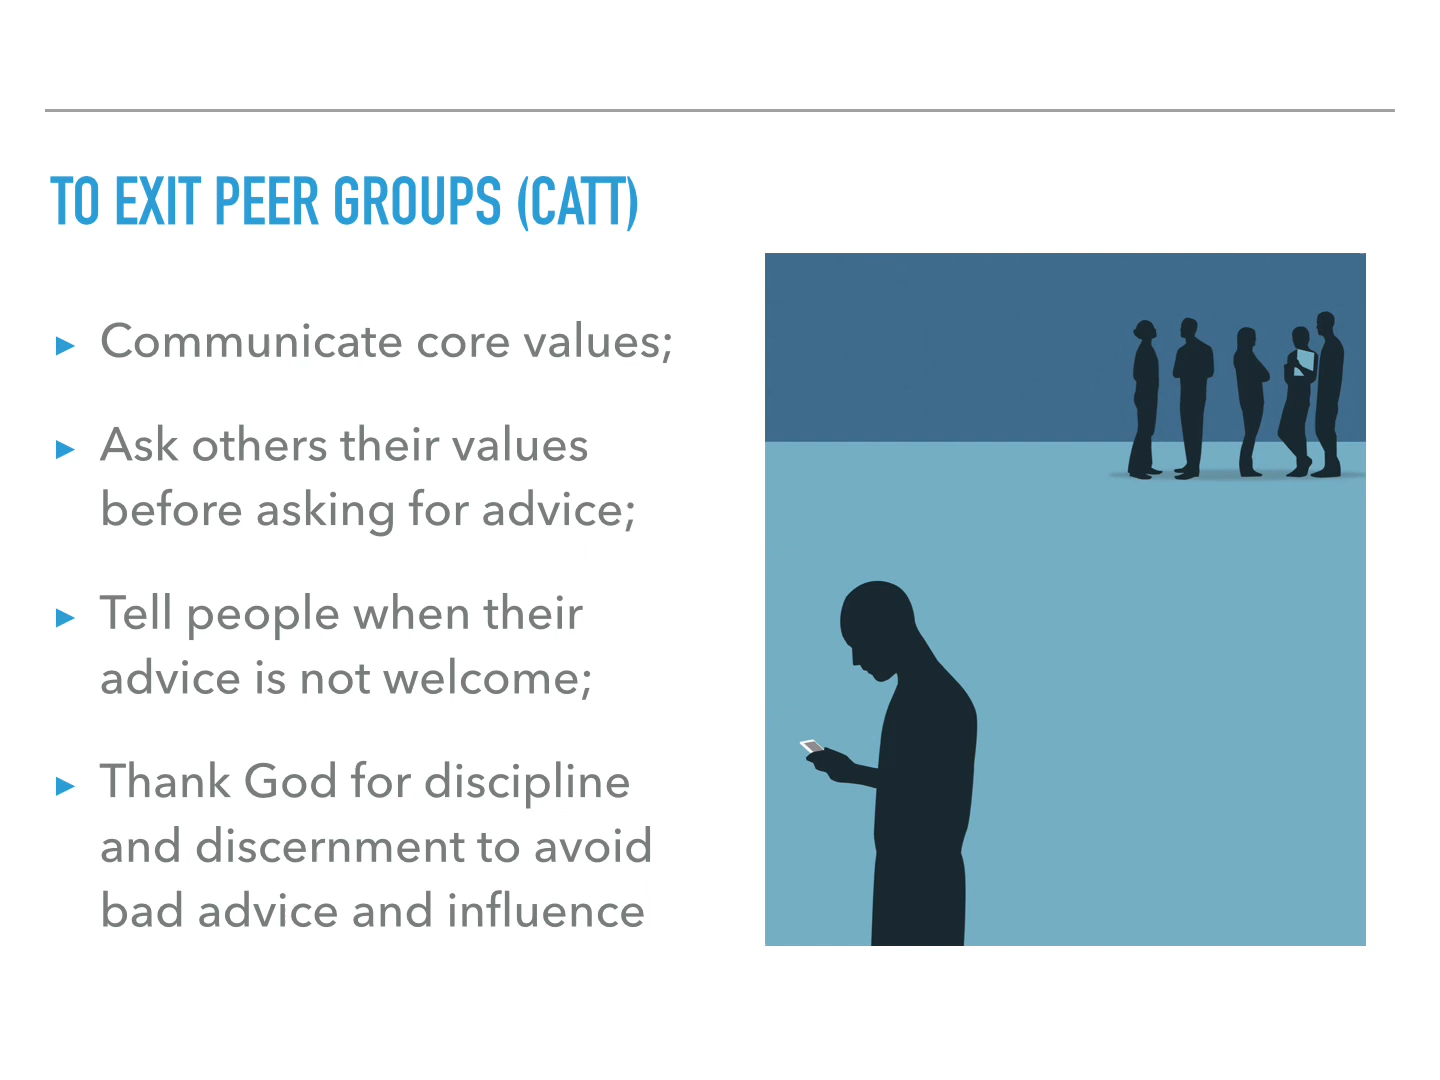 TO EXIT PEER GROUPS (CATT)
▸ Communicate core values;
▸ Ask others their values
before asking for advice;
▸ Tell people when their
advice is not welcome;
▸ Thank God for discipline
and discernment to avoid
bad advice and influence